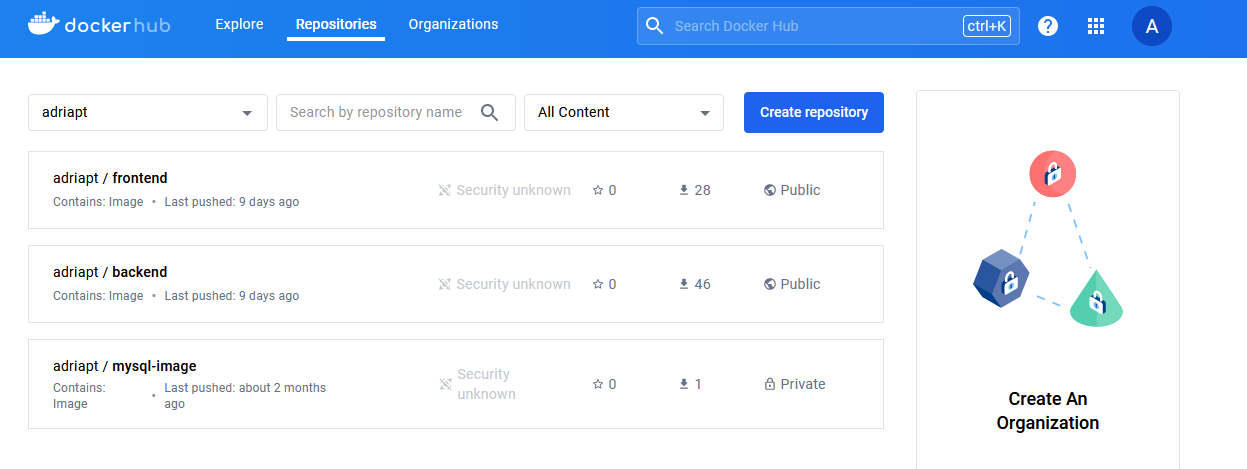 dockerhub Explore Repositories Organizations Search Docker Hub ctrl+K ? A
adriapt Search by repository name All Content Create repository
adriapt / frontend
Contains: Image • Last pushed: 9 days ago
Security unknown 0 28 Public
adriapt / backend
Contains: Image • Last pushed: 9 days ago
Security unknown 0 46 Public
adriapt / mysql-image
Contains:
Image
• Last pushed: about 2 months
ago
Security
unknown
0 1 Private
Create An
Organization